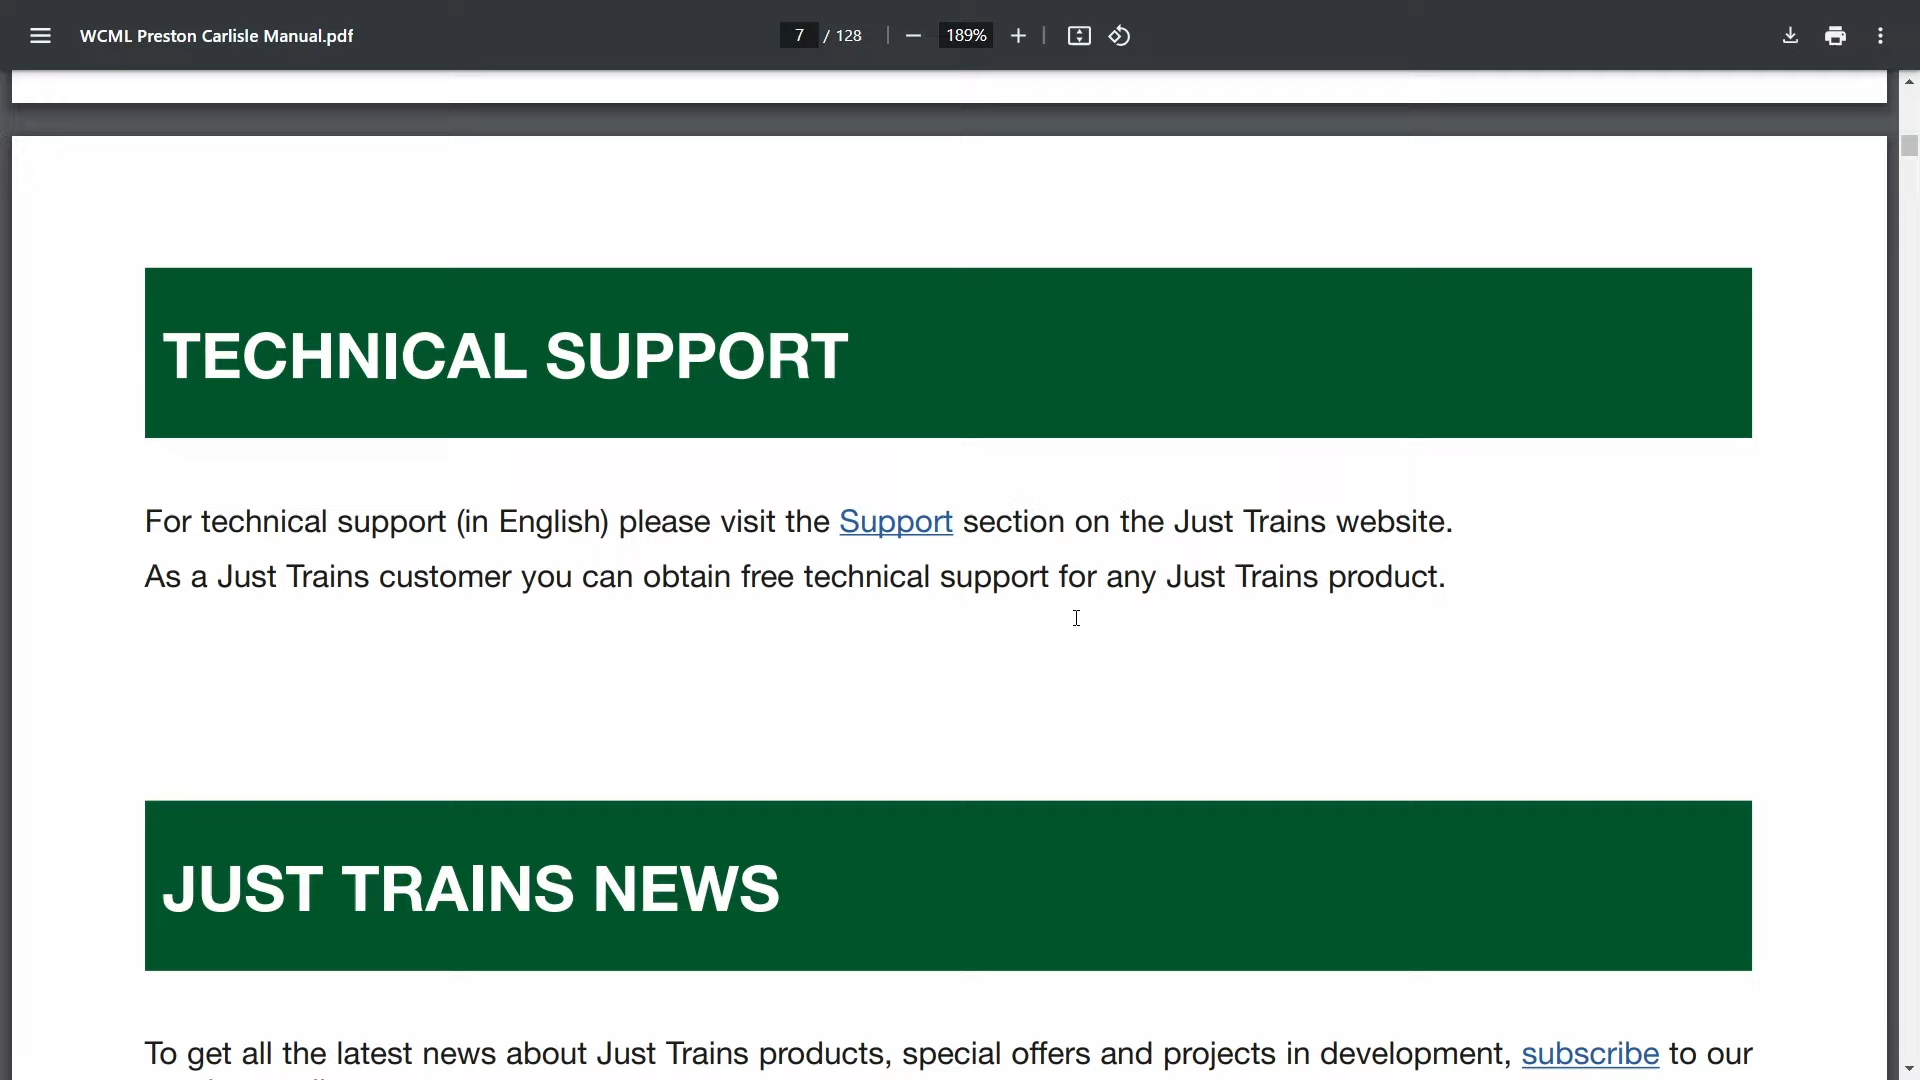 WCML Preston Carlisle Manual.pdf
7 / 128
189%
TECHNICAL SUPPORT
For technical support (in English) please visit the Support section on the Just Trains website.
As a Just Trains customer you can obtain free technical support for any Just Trains product.
JUST TRAINS NEWS
To get all the latest news about Just Trains products, special offers and projects in development, subscribe to our